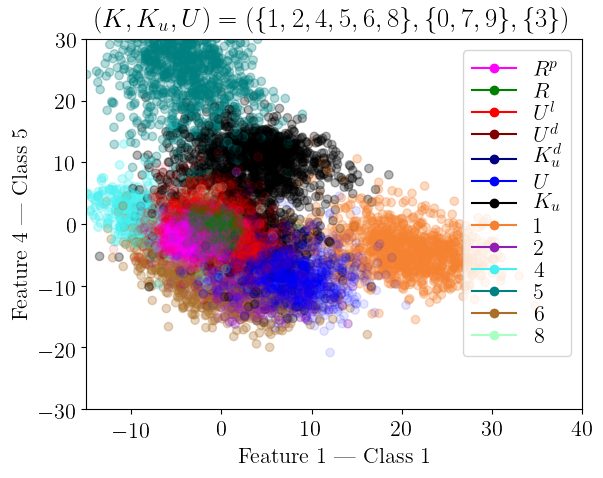 (K, K_u, U) = ({1, 2, 4, 5, 6, 8}, {0, 7, 9}, {3})
30
20
10
0
−10
−20
−30
Feature 4 — Class 5
R^p
R
U^l
U^d
K_u^d
U
K_u
1
2
4
5
6
8
−10
0
10
20
30
40
Feature 1 — Class 1